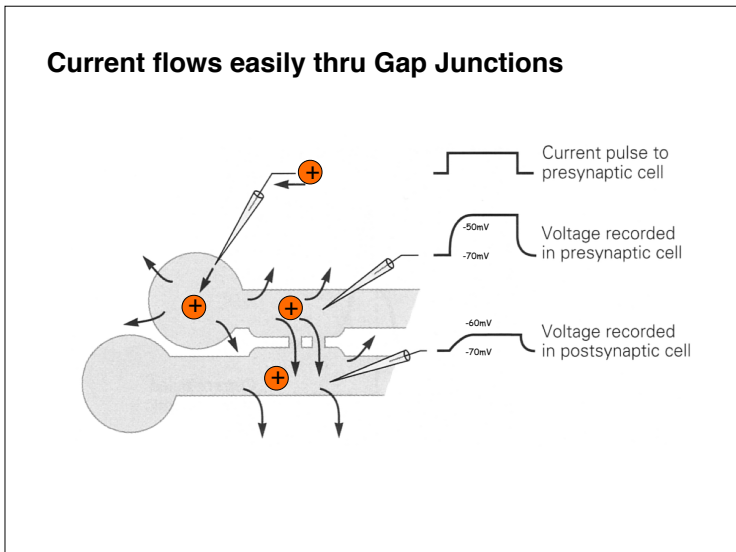 Current flows easily thru Gap Junctions
+
Current pulse to
presynaptic cell
-50mV
-70mV
Voltage recorded
in presynaptic cell
+
+
-60mV
-70mV
Voltage recorded
in postsynaptic cell
+